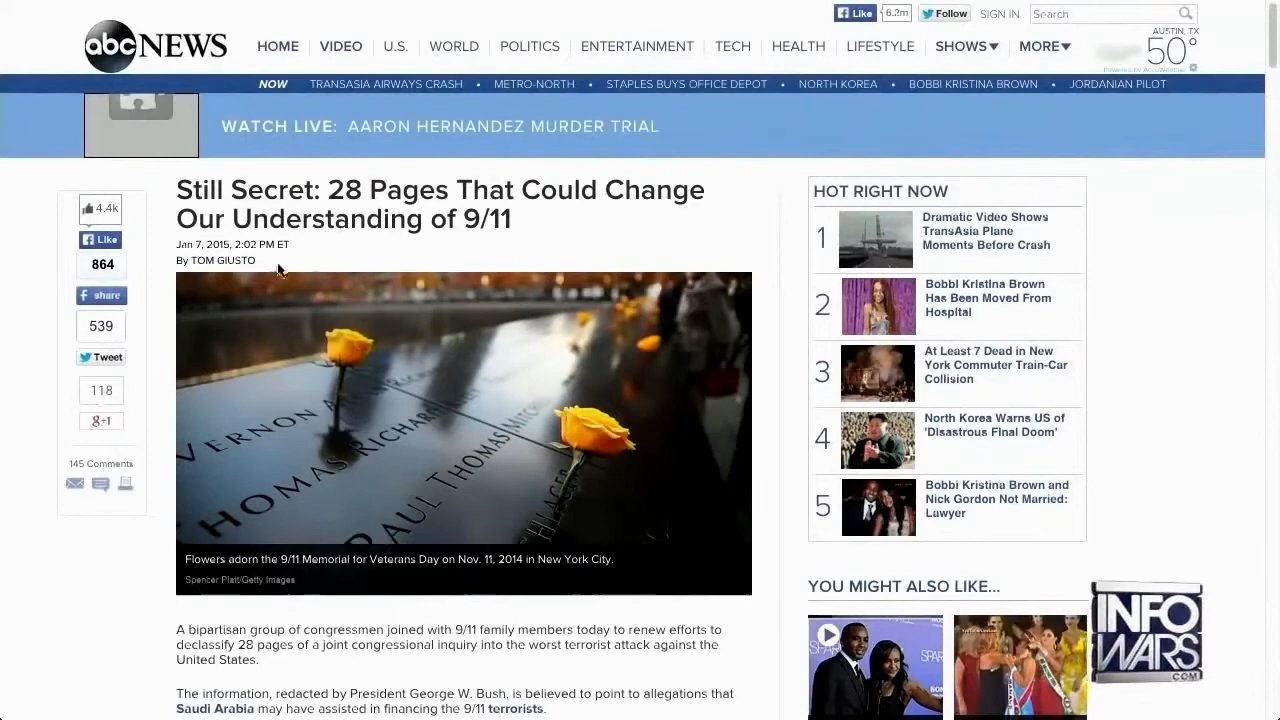 Like 6.2m Follow SIGN IN Search
abc NEWS
HOME VIDEO U.S. WORLD POLITICS ENTERTAINMENT TECH HEALTH LIFESTYLE SHOWS MORE
AUSTIN, TX
50°
Powered by AccuWeather
NOW TRANSASIA AIRWAYS CRASH • METRO-NORTH • STAPLES BUYS OFFICE DEPOT • NORTH KOREA • BOBBI KRISTINA BROWN • JORDANIAN PILOT
WATCH LIVE: AARON HERNANDEZ MURDER TRIAL
4.4k
Like
864
share
539
Tweet
118
g+1
145 Comments
Still Secret: 28 Pages That Could Change
Our Understanding of 9/11
Jan 7, 2015, 2:02 PM ET
By TOM GIUSTO
VERNON
THOMAS RICHARD
PAUL THOMAS
Flowers adorn the 9/11 Memorial for Veterans Day on Nov. 11, 2014 in New York City.
Spencer Platt/Getty Images
A bipartisan group of congressmen joined with 9/11 family members today to renew efforts to
declassify 28 pages of a joint congressional inquiry into the worst terrorist attack against the
United States.
The information, redacted by President George W. Bush, is believed to point to allegations that
Saudi Arabia may have assisted in financing the 9/11 terrorists.
HOT RIGHT NOW
1
Dramatic Video Shows
TransAsia Plane
Moments Before Crash
2
Bobbi Kristina Brown
Has Been Moved From
Hospital
3
At Least 7 Dead in New
York Commuter Train-Car
Collision
4
North Korea Warns US of
'Disastrous Final Doom'
5
Bobbi Kristina Brown and
Nick Gordon Not Married:
Lawyer
YOU MIGHT ALSO LIKE...
INFO
WARS
.COM